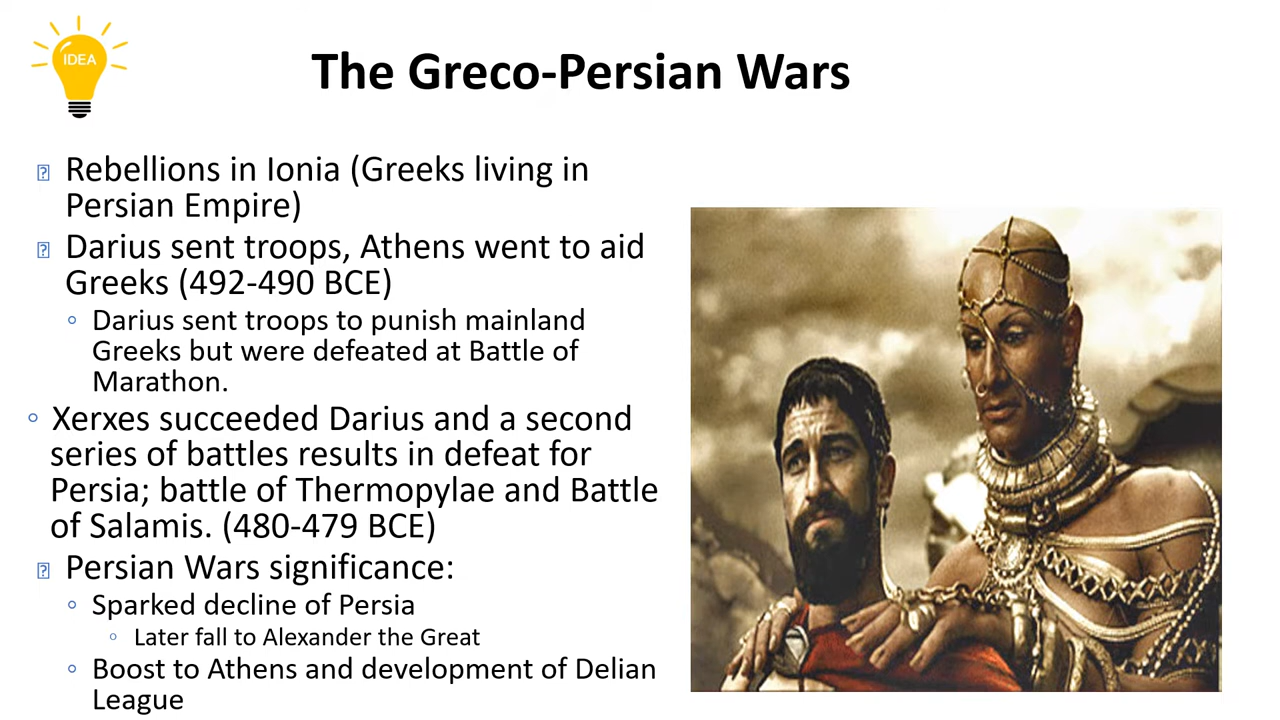 IDEA
The Greco-Persian Wars
Rebellions in Ionia (Greeks living in
Persian Empire)
Darius sent troops, Athens went to aid
Greeks (492-490 BCE)
Darius sent troops to punish mainland
Greeks but were defeated at Battle of
Marathon.
Xerxes succeeded Darius and a second
series of battles results in defeat for
Persia; battle of Thermopylae and Battle
of Salamis. (480-479 BCE)
Persian Wars significance:
Sparked decline of Persia
Later fall to Alexander the Great
Boost to Athens and development of Delian
League